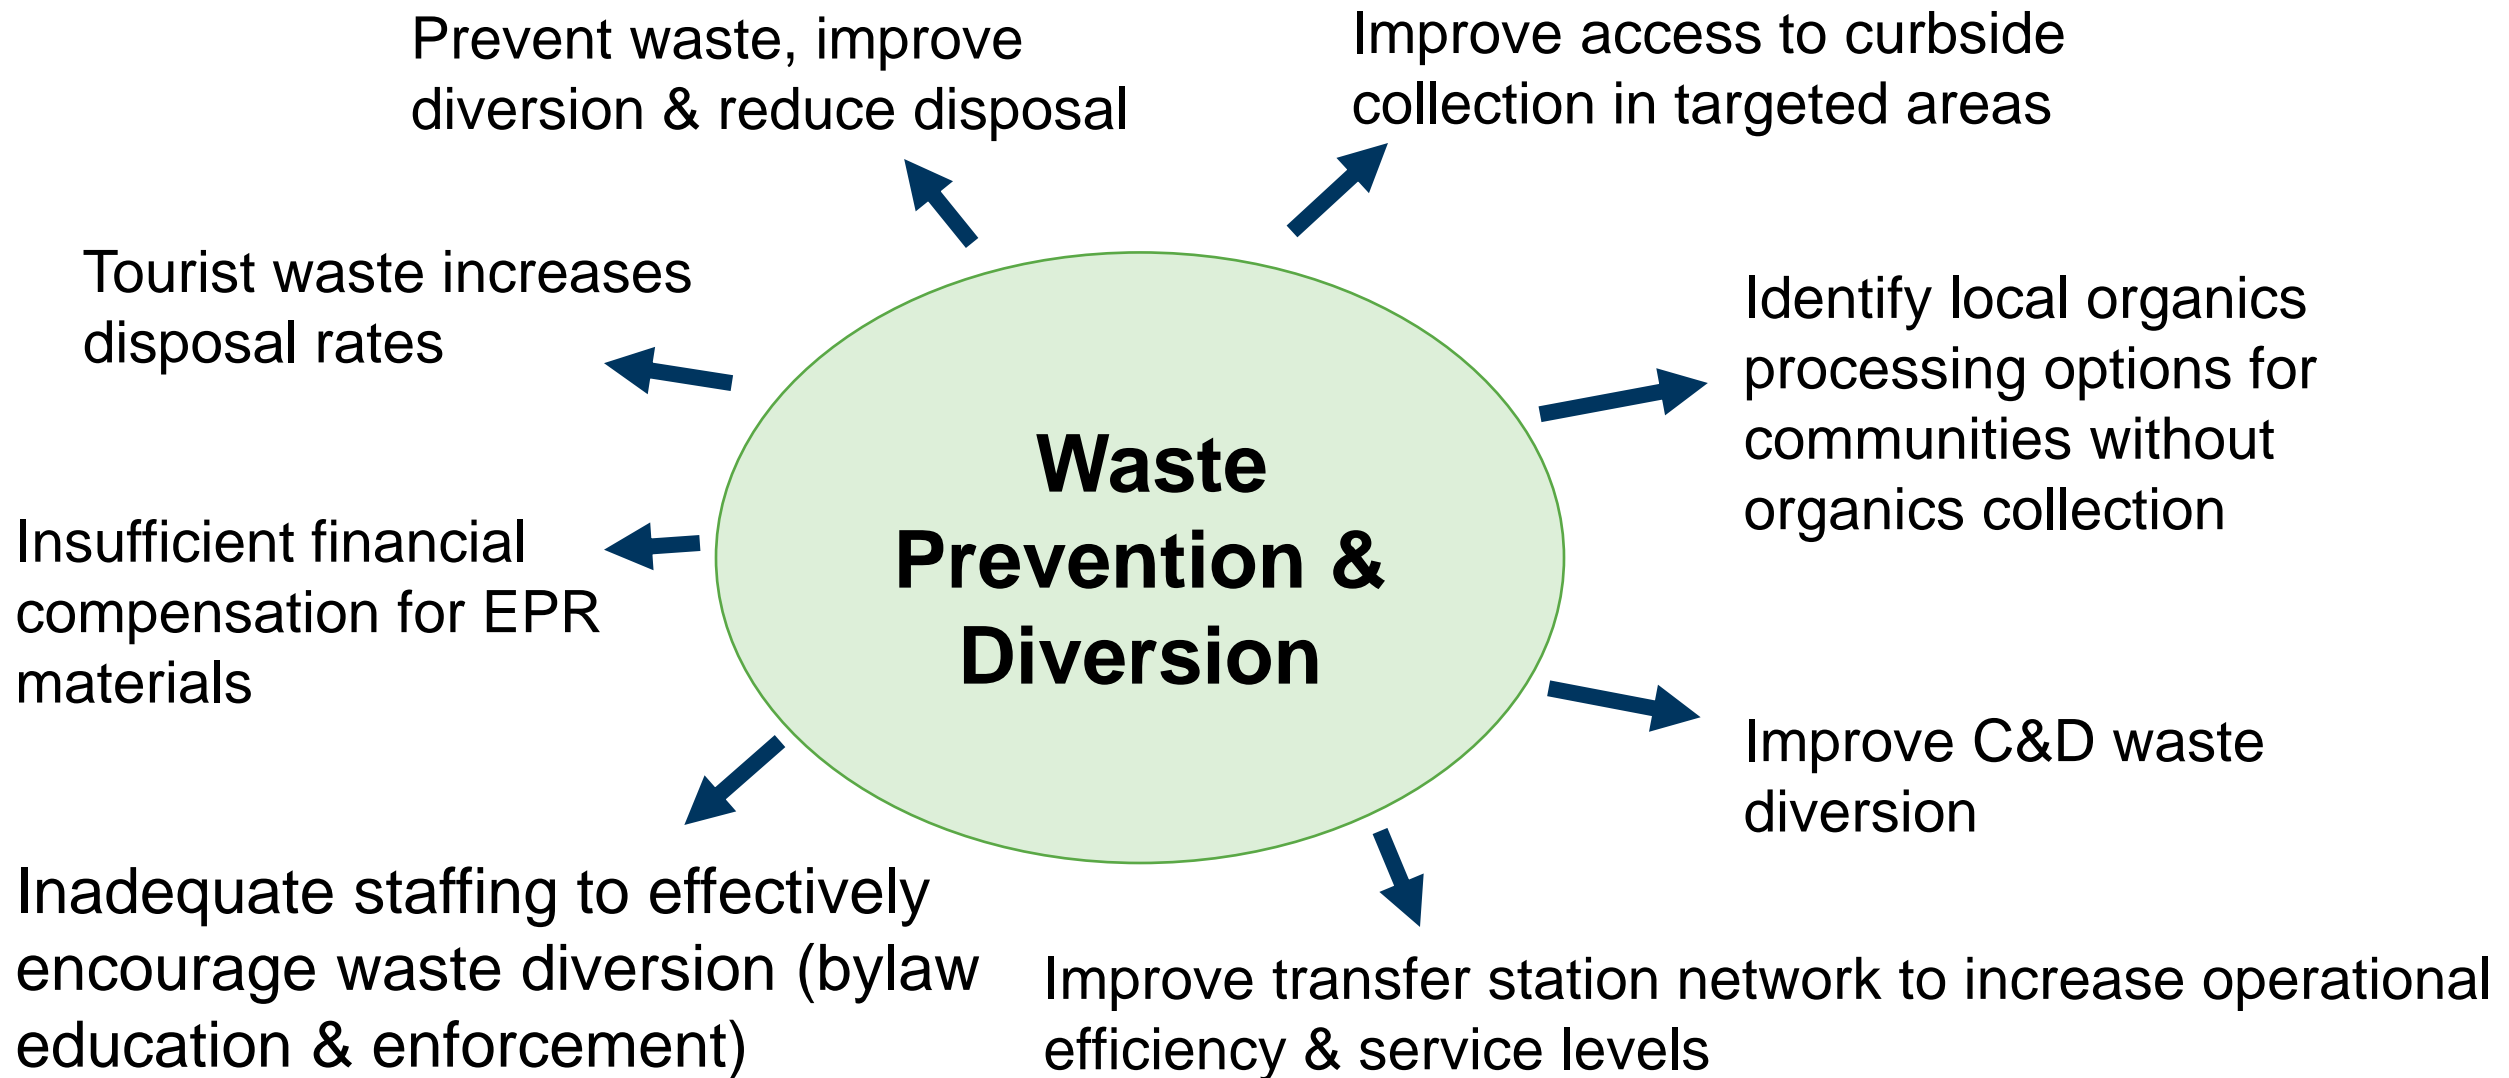 Prevent waste, improve
diversion & reduce disposal
Improve access to curbside
collection in targeted areas
Tourist waste increases
disposal rates
Identify local organics
processing options for
communities without
organics collection
Waste
Prevention &
Diversion
Insufficient financial
compensation for EPR
materials
Improve C&D waste
diversion
Inadequate staffing to effectively
encourage waste diversion (bylaw
education & enforcement)
Improve transfer station network to increase operational
efficiency & service levels